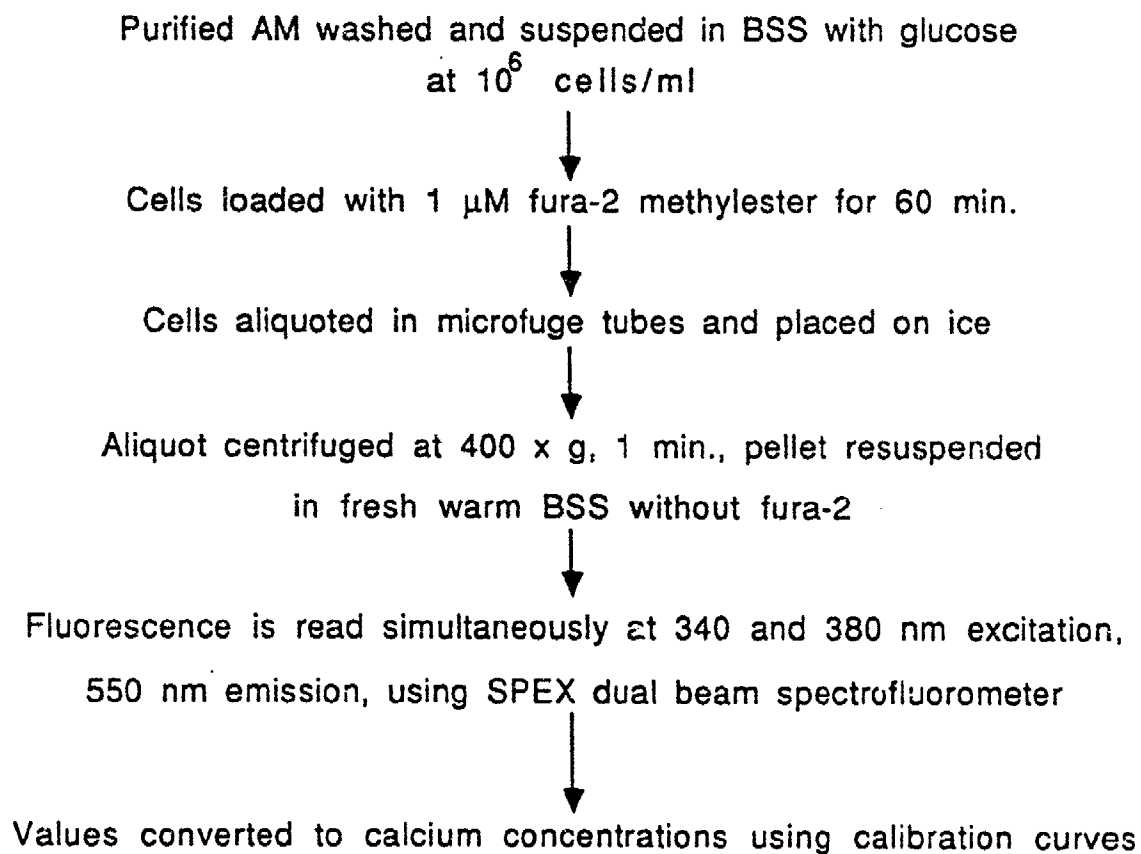 Purified AM washed and suspended in BSS with glucose
at 10⁶ cells/ml
Cells loaded with 1 μM fura-2 methylester for 60 min.
Cells aliquoted in microfuge tubes and placed on ice
Aliquot centrifuged at 400 x g, 1 min., pellet resuspended
in fresh warm BSS without fura-2
Fluorescence is read simultaneously at 340 and 380 nm excitation,
550 nm emission, using SPEX dual beam spectrofluorometer
Values converted to calcium concentrations using calibration curves